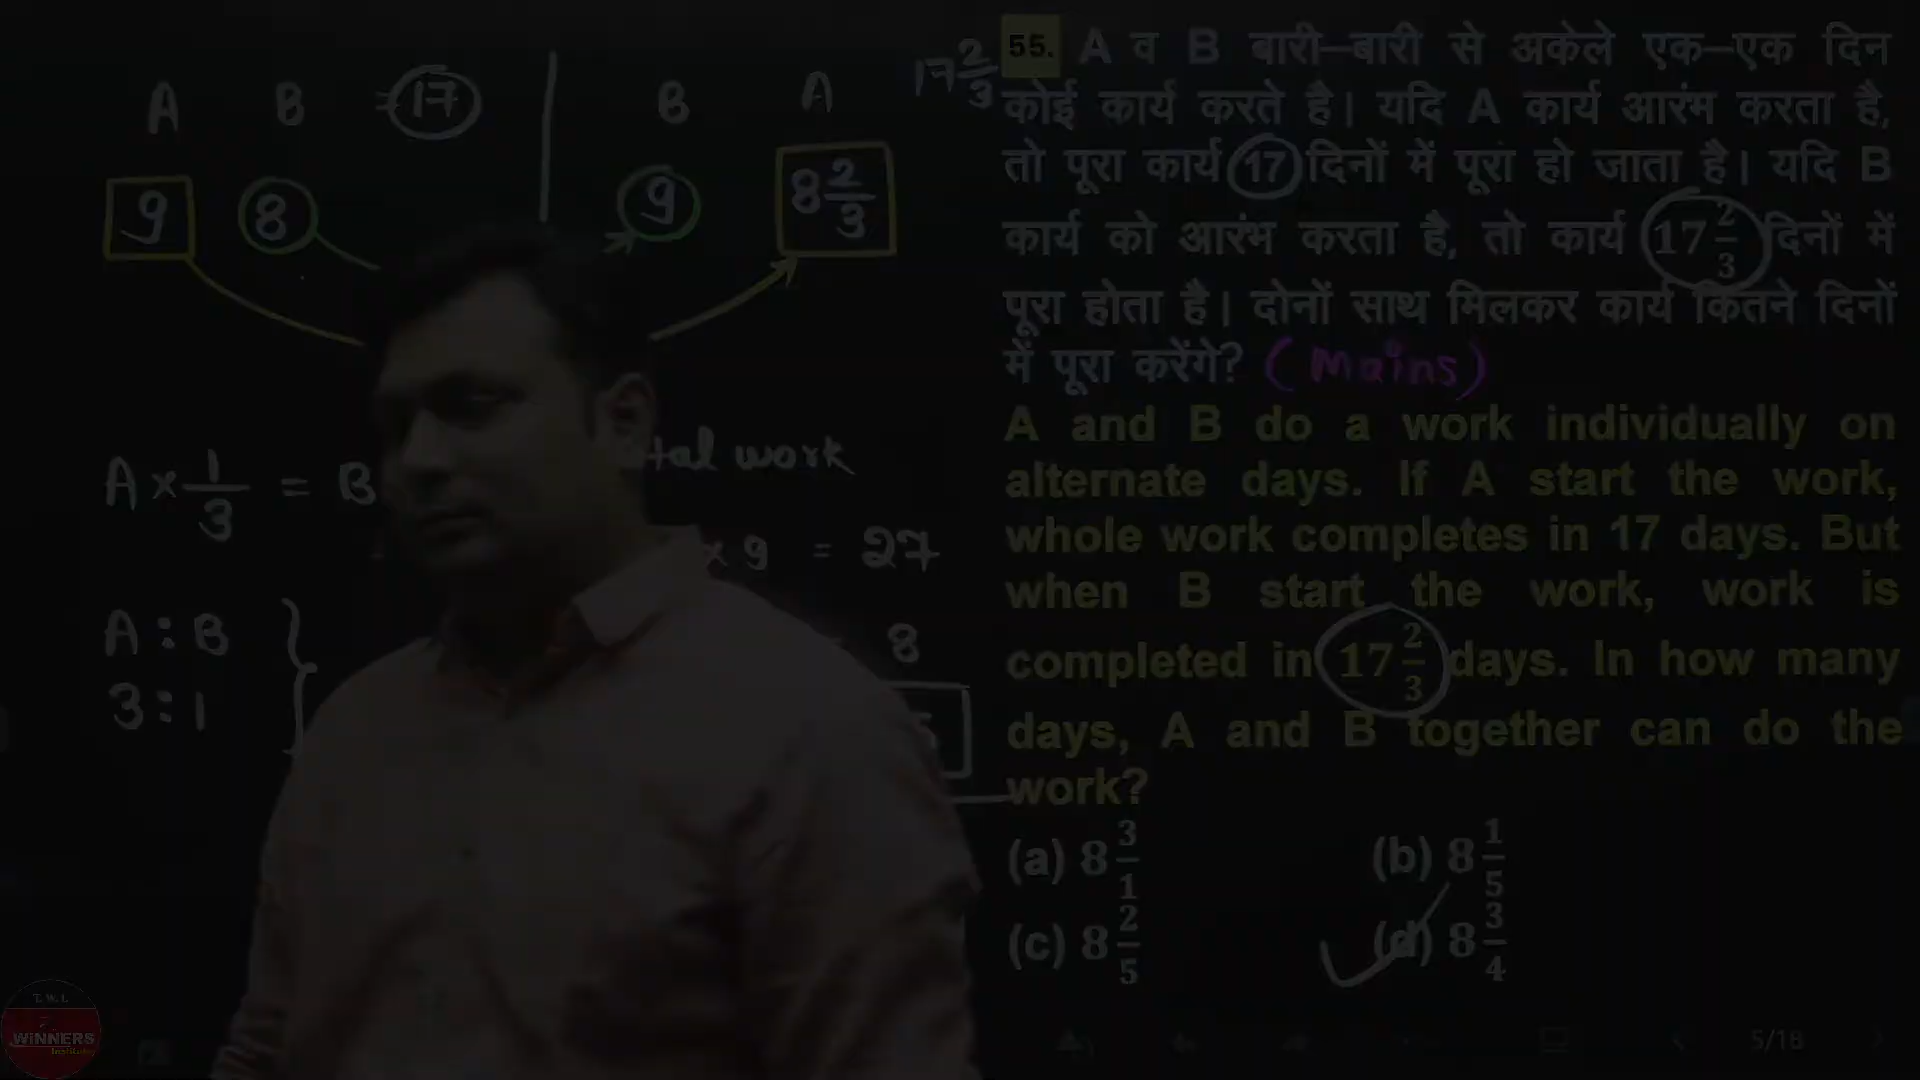 A B = 17
B A 17 2/3
9 8
9 8 2/3
A × 1/3 = B
tal work
× 9 = 27
A : B
8
3 : 1
55. A व B बारी–बारी से अकेले एक–एक दिन
कोई कार्य करते है। यदि A कार्य आरंम करता है,
तो पूरा कार्य 17 दिनों में पूरा हो जाता है। यदि B
कार्य को आरंभ करता है, तो कार्य 17 2/3 दिनों में
पूरा होता है। दोनों साथ मिलकर कार्य कितने दिनों
में पूरा करेंगे? (Mains)
A and B do a work individually on
alternate days. If A start the work,
whole work completes in 17 days. But
when B start the work, work is
completed in 17 2/3 days. In how many
days, A and B together can do the
work?
(a) 8 3/1 (b) 8 1/5
(c) 8 2/5 (d) 8 3/4
T. W. I.
WiNNERS
Institute
5/18